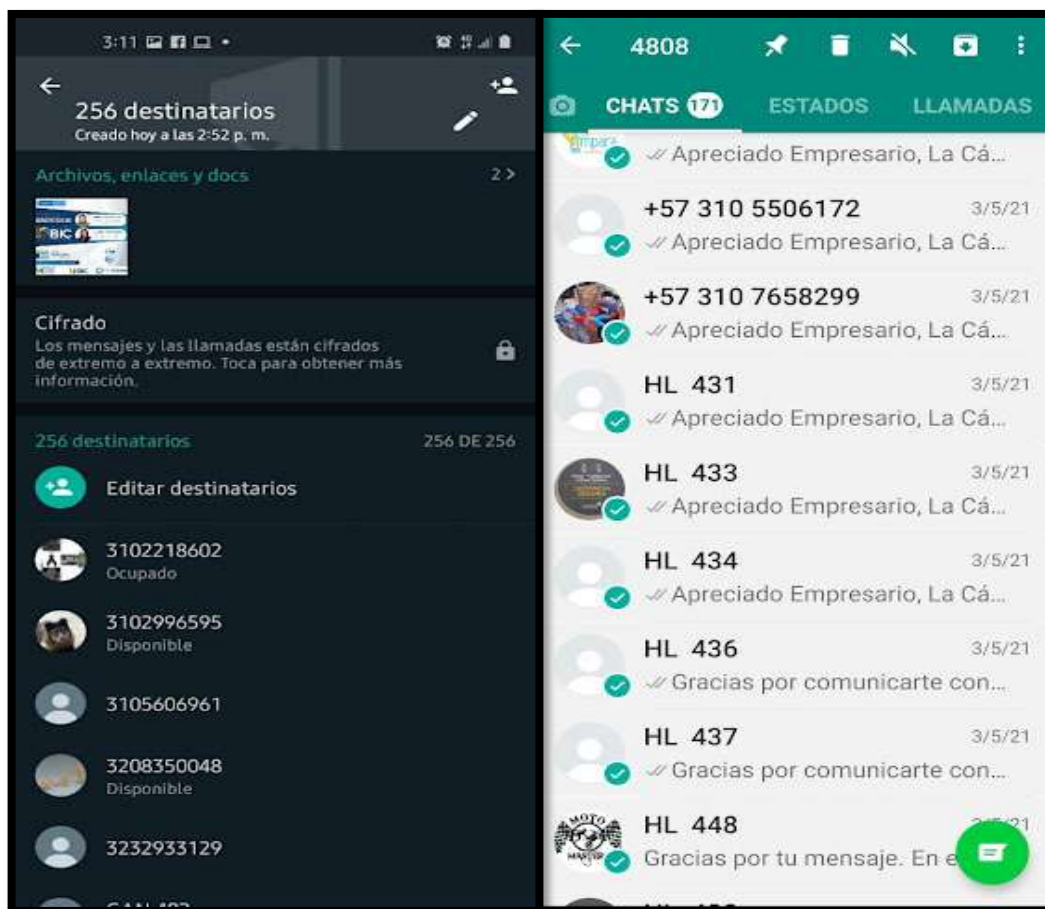 3:11
256 destinatarios
Creado hoy a las 2:52 p. m.
Archivos, enlaces y docs 2 >
BIC
Cifrado
Los mensajes y las llamadas están cifrados
de extremo a extremo. Toca para obtener más
información.
256 destinatarios 256 DE 256
Editar destinatarios
3102218602
Ocupado
3102996595
Disponible
3105606961
3208350048
Disponible
3232933129
4808
CHATS 171 ESTADOS LLAMADAS
Apreciado Empresario, La Cá...
+57 310 5506172 3/5/21
Apreciado Empresario, La Cá...
+57 310 7658299 3/5/21
Apreciado Empresario, La Cá...
HL 431 3/5/21
Apreciado Empresario, La Cá...
HL 433 3/5/21
Apreciado Empresario, La Cá...
HL 434 3/5/21
Apreciado Empresario, La Cá...
HL 436 3/5/21
Gracias por comunicarte con...
HL 437 3/5/21
Gracias por comunicarte con...
MOTO
HL 448
Gracias por tu mensaje. En e